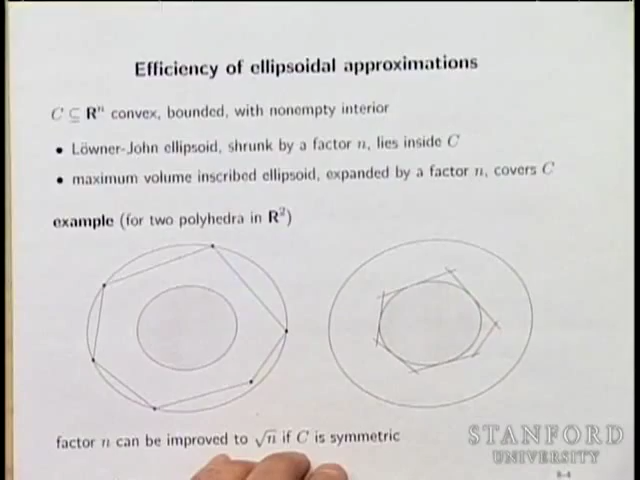 Efficiency of ellipsoidal approximations
C ⊆ Rⁿ convex, bounded, with nonempty interior
• Löwner-John ellipsoid, shrunk by a factor n, lies inside C
• maximum volume inscribed ellipsoid, expanded by a factor n, covers C
example (for two polyhedra in R²)
factor n can be improved to √n if C is symmetric
STANFORD
UNIVERSITY
8–4